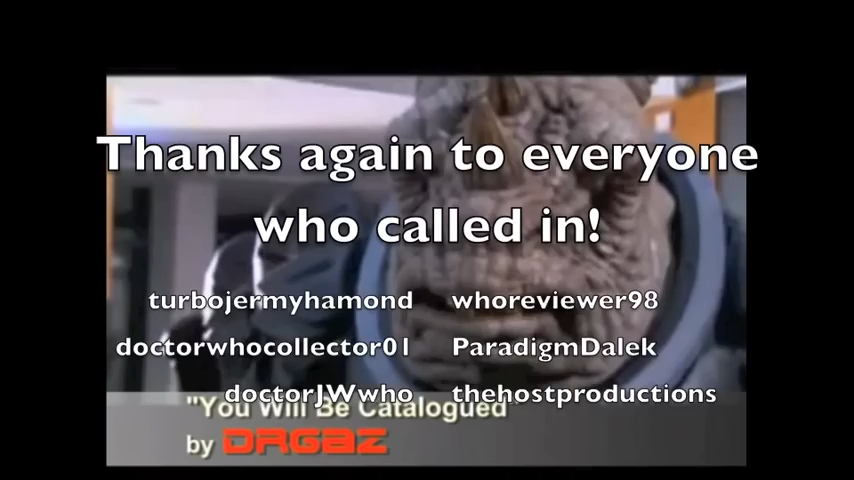 Thanks again to everyone
who called in!
turbojermyhamond whoreviewer98
doctorwhocollector01 ParadigmDalek
doctorJWwho thehostproductions
"You Will Be Catalogued"
by DRGAZ